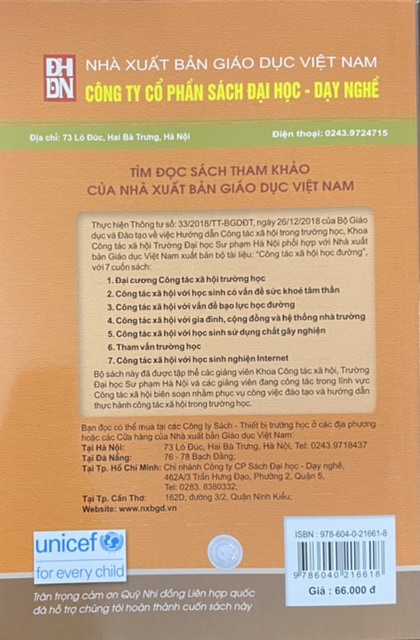 ĐH
DN
NHÀ XUẤT BẢN GIÁO DỤC VIỆT NAM
CÔNG TY CỔ PHẦN SÁCH ĐẠI HỌC - DẠY NGHỀ
Địa chỉ: 73 Lò Đúc, Hai Bà Trưng, Hà Nội
Điện thoại: 0243.9724715
TÌM ĐỌC SÁCH THAM KHẢO
CỦA NHÀ XUẤT BẢN GIÁO DỤC VIỆT NAM
Thực hiện Thông tư số: 33/2018/TT-BGDĐT, ngày 26/12/2018 của Bộ Giáo
dục và Đào tạo về việc Hướng dẫn Công tác xã hội trong trường học, Khoa
Công tác xã hội Trường Đại học Sư phạm Hà Nội phối hợp với Nhà xuất
bản Giáo dục Việt Nam xuất bản bộ tài liệu: "Công tác xã hội học đường",
với 7 cuốn sách:
1. Đại cương Công tác xã hội trường học
2. Công tác xã hội với học sinh có vấn đề sức khoẻ tâm thần
3. Công tác xã hội với vấn đề bạo lực học đường
4. Công tác xã hội với gia đình, cộng đồng và hệ thống nhà trường
5. Công tác xã hội với học sinh sử dụng chất gây nghiện
6. Tham vấn trường học
7. Công tác xã hội với học sinh nghiện Internet
Bộ sách này đã được tập thể các giảng viên Khoa Công tác xã hội, Trường
Đại học Sư phạm Hà Nội và các giảng viên đang công tác trong lĩnh vực
Công tác xã hội biên soạn nhằm phục vụ công việc đào tạo và hướng dẫn
thực hành công tác xã hội trong trường học.
Bạn đọc có thể mua tại các Công ty Sách - Thiết bị trường học ở các địa phương
hoặc các Cửa hàng của Nhà xuất bản Giáo dục Việt Nam:
Tại Hà Nội: 73 Lò Đúc, Hai Bà Trưng, Hà Nội, Tel: 0243.9718437
Tại Đà Nẵng: 76 - 78 Bạch Đằng;
Tại Tp. Hồ Chí Minh: Chi nhánh Công ty CP Sách Đại học - Dạy nghề,
462A/3 Trần Hưng Đạo, Phường 2, Quận 5,
Tel: 0283. 8380332;
Tại Tp. Cần Thơ: 162D, đường 3/2, Quận Ninh Kiều;
Website: www.nxbgd.vn
unicef
for every child
Trân trọng cảm ơn Quỹ Nhi đồng Liên hợp quốc
đã hỗ trợ chúng tôi hoàn thành cuốn sách này
ISBN : 978-604-0-21661-8
9 786040 216618
Giá : 66.000 đ